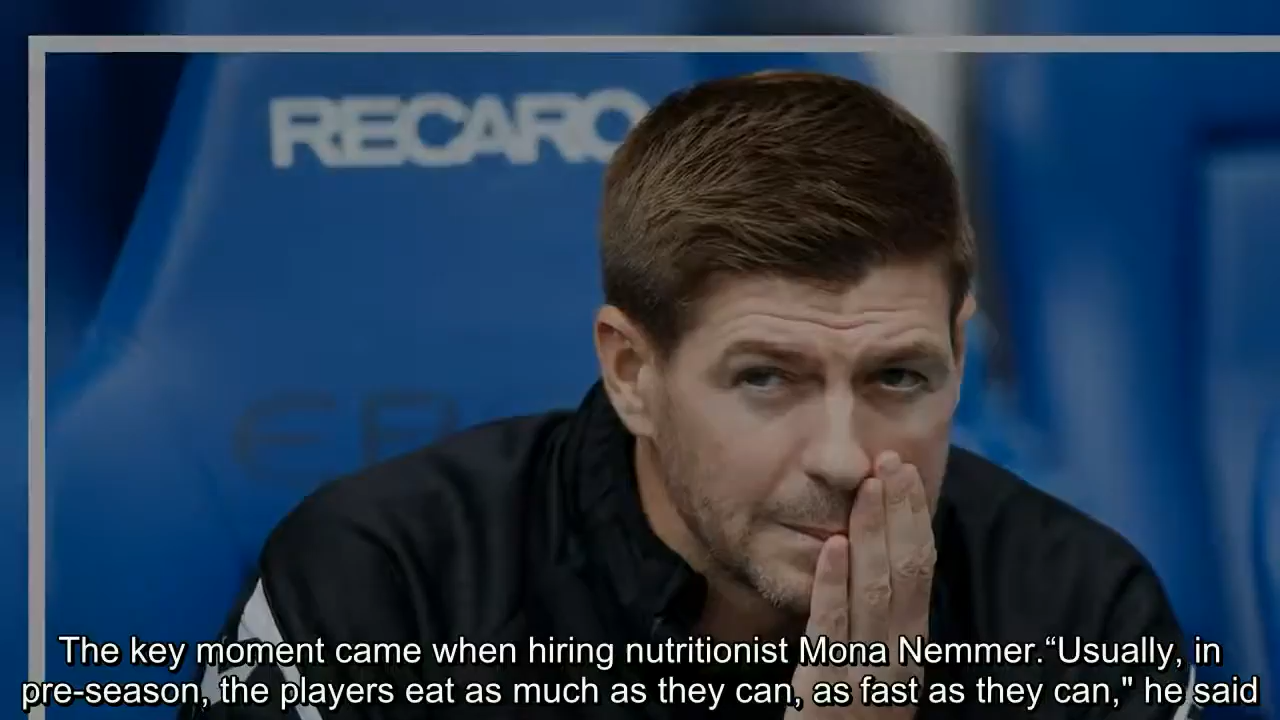 RECARO
The key moment came when hiring nutritionist Mona Nemmer.“Usually, in
pre-season, the players eat as much as they can, as fast as they can," he said